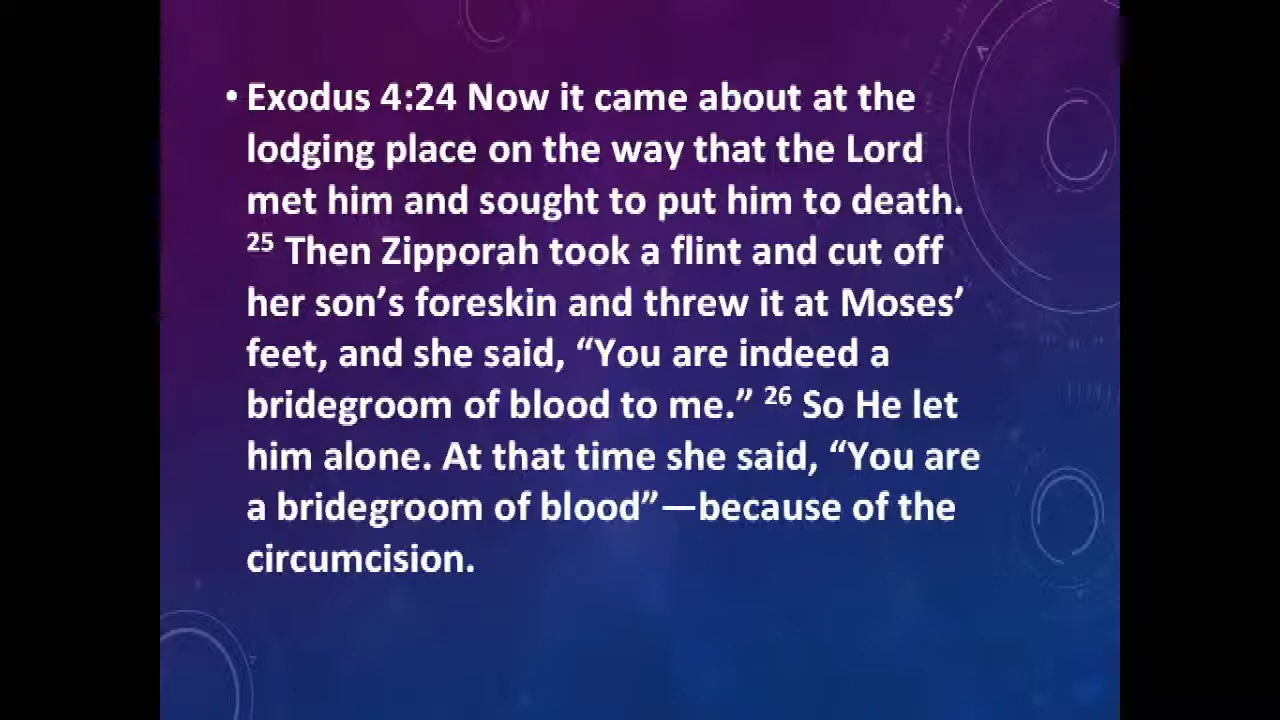 • Exodus 4:24 Now it came about at the
lodging place on the way that the Lord
met him and sought to put him to death.
25 Then Zipporah took a flint and cut off
her son’s foreskin and threw it at Moses’
feet, and she said, “You are indeed a
bridegroom of blood to me.” 26 So He let
him alone. At that time she said, “You are
a bridegroom of blood”—because of the
circumcision.